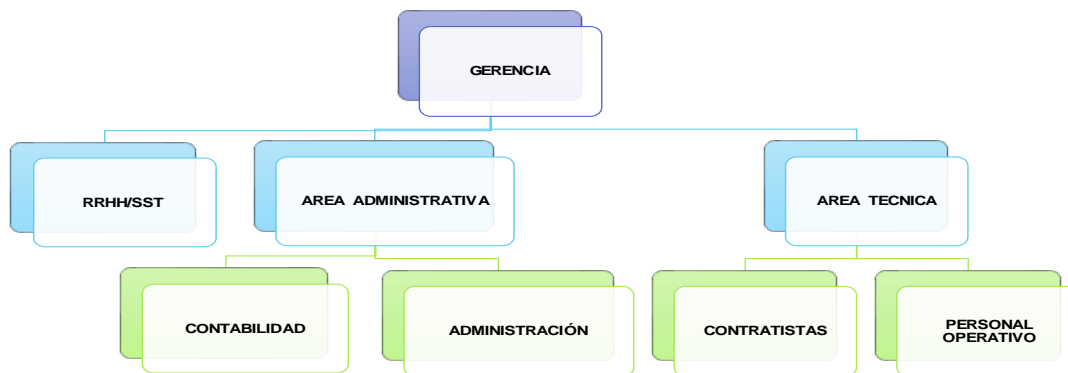 GERENCIA
RRHH/SST
AREA ADMINISTRATIVA
AREA TECNICA
CONTABILIDAD
ADMINISTRACIÓN
CONTRATISTAS
PERSONAL
OPERATIVO